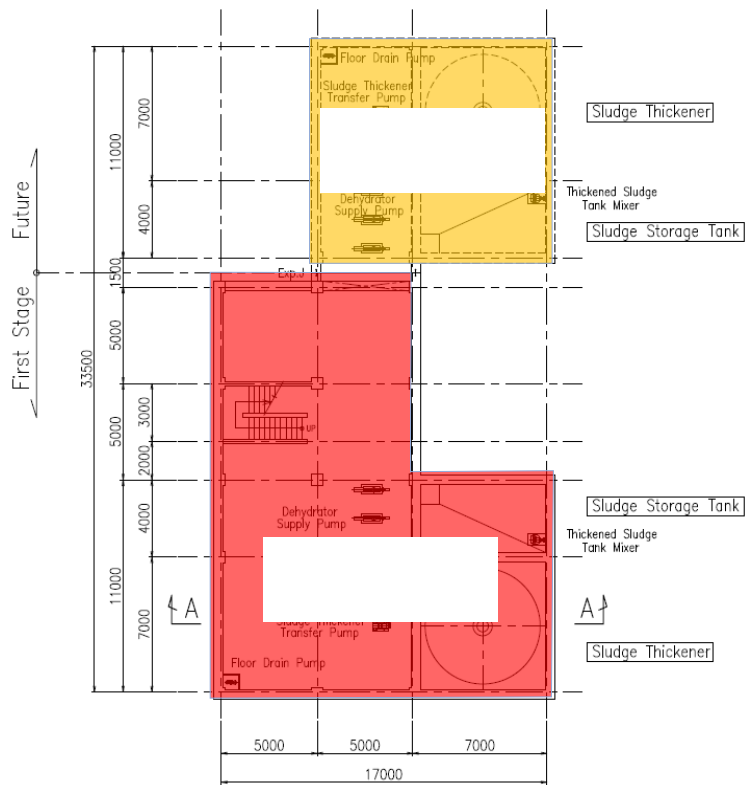 Floor Drain Pump
Sludge Thickener
Transfer Pump
Sludge Thickener
Dehydrator
Supply Pump
Thickened Sludge
Tank Mixer
Sludge Storage Tank
Future
First Stage
7000
11000
4000
1500
Exp.J
5000
33500
3000
5000
UP
2000
4000
Dehydrator
Supply Pump
Sludge Storage Tank
Thickened Sludge
Tank Mixer
11000
A
A
7000
Transfer Pump
Sludge Thickener
Floor Drain Pump
5000
5000
7000
17000